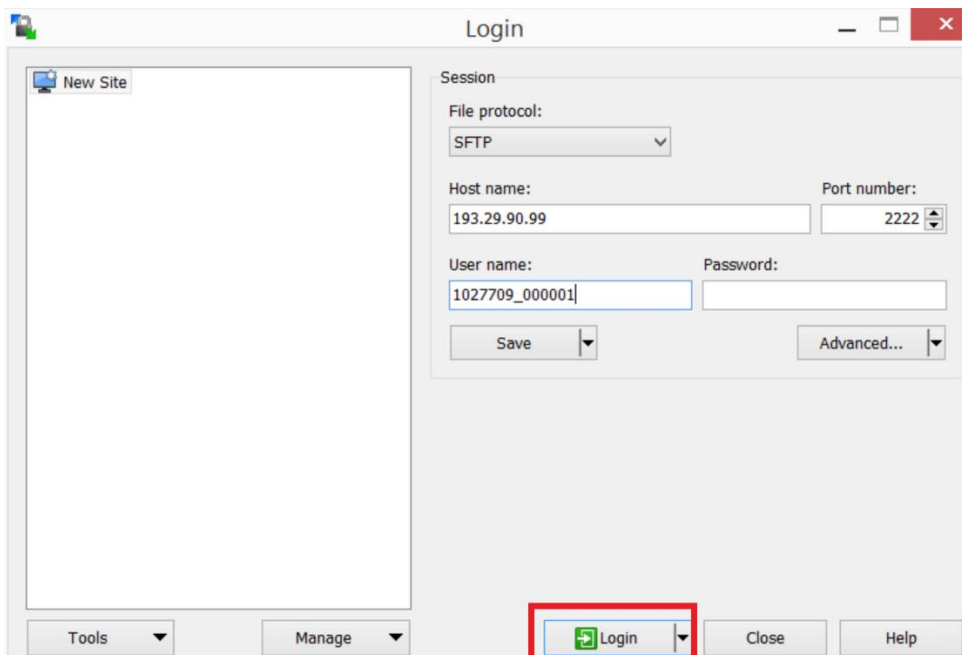 Login
New Site
Session
File protocol:
SFTP
Host name:
Port number:
193.29.90.99
2222
User name:
Password:
1027709_000001
Save
Advanced...
Tools
Manage
Login
Close
Help